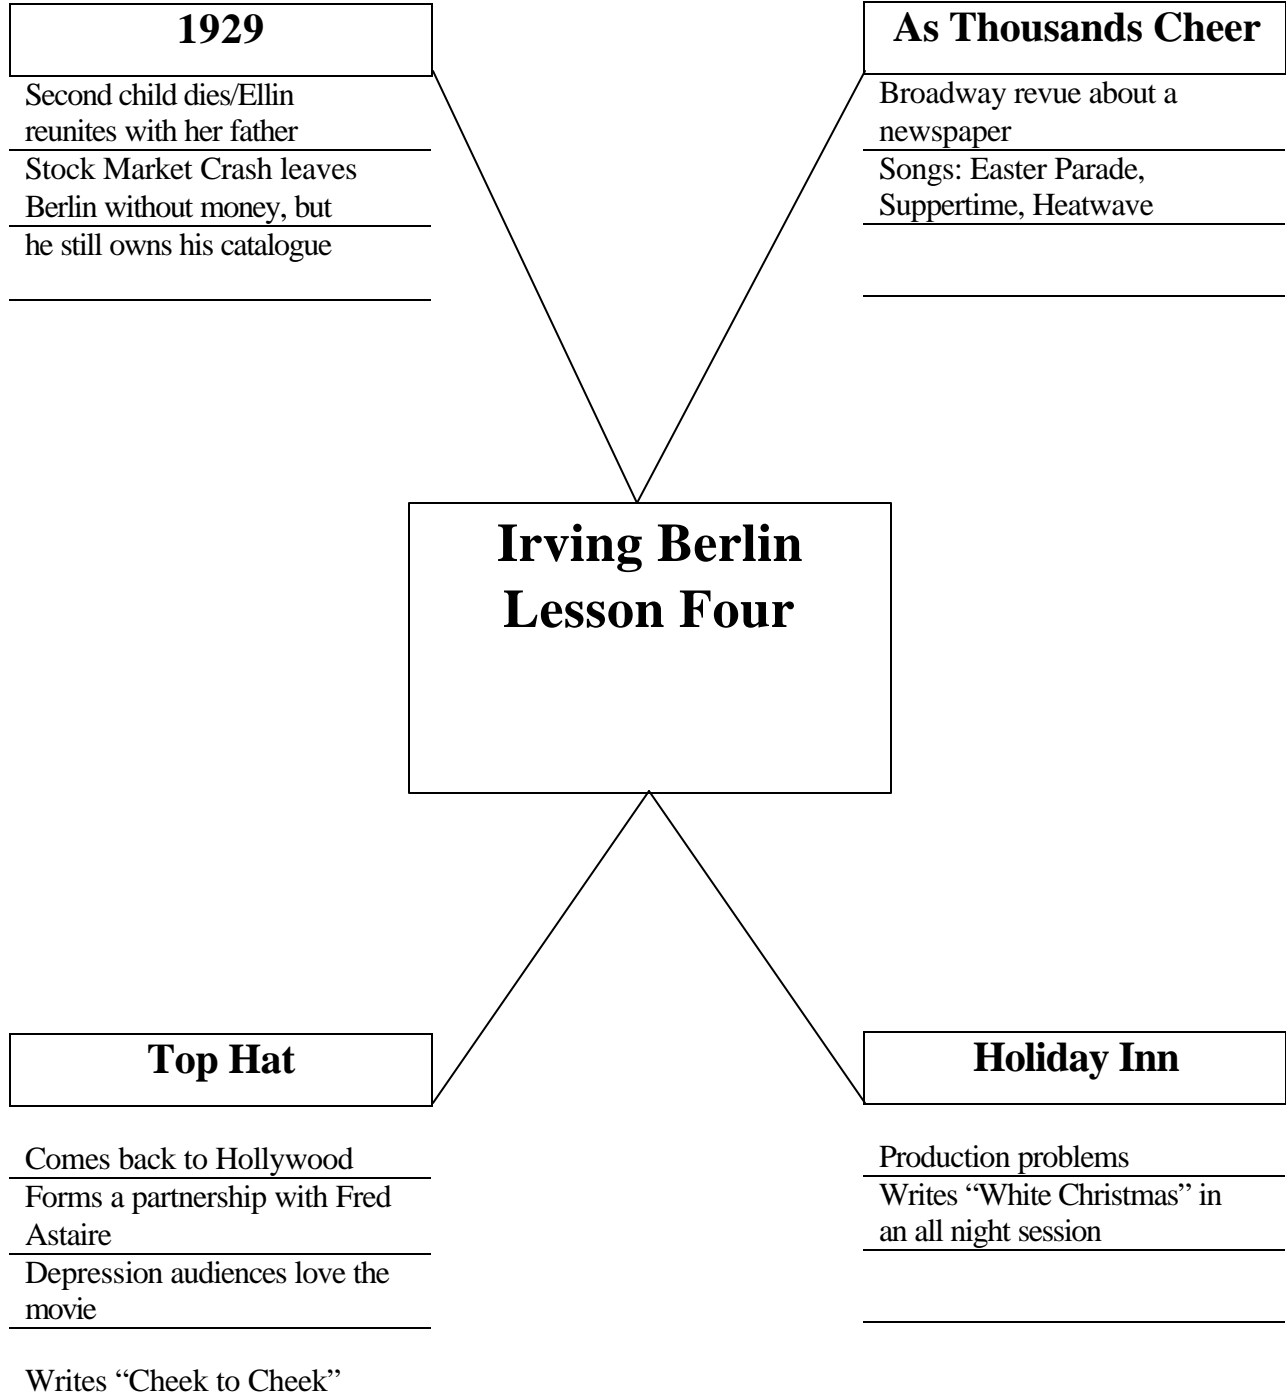 1929
Second child dies/Ellin
reunites with her father
Stock Market Crash leaves
Berlin without money, but
he still owns his catalogue
As Thousands Cheer
Broadway revue about a
newspaper
Songs: Easter Parade,
Suppertime, Heatwave
Irving Berlin
Lesson Four
Top Hat
Comes back to Hollywood
Forms a partnership with Fred
Astaire
Depression audiences love the
movie
Writes “Cheek to Cheek”
Holiday Inn
Production problems
Writes “White Christmas” in
an all night session